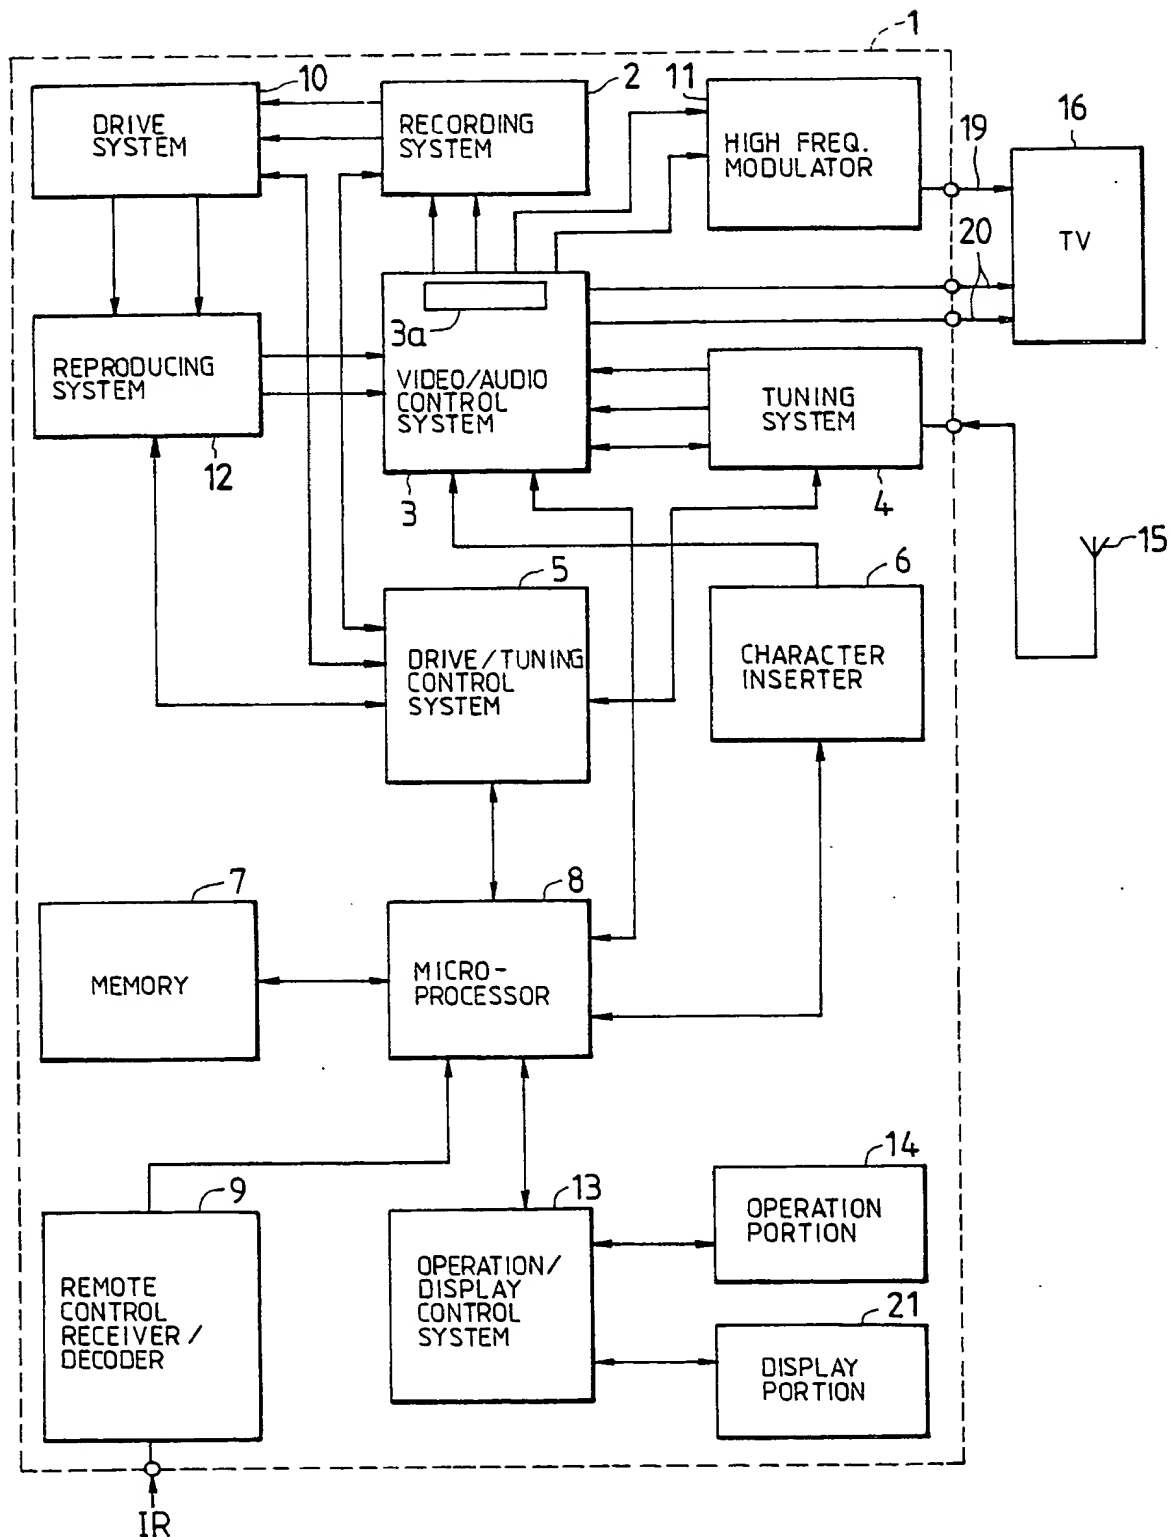 1
10
2
11
16
DRIVE
SYSTEM
RECORDING
SYSTEM
HIGH FREQ.
MODULATOR
19
TV
20
3a
REPRODUCING
SYSTEM
VIDEO/AUDIO
CONTROL
SYSTEM
TUNING
SYSTEM
12
3
4
15
5
6
DRIVE/TUNING
CONTROL
SYSTEM
CHARACTER
INSERTER
7
8
MEMORY
MICRO-
PROCESSOR
9
13
14
OPERATION
PORTION
REMOTE
CONTROL
RECEIVER/
DECODER
OPERATION/
DISPLAY
CONTROL
SYSTEM
21
DISPLAY
PORTION
IR